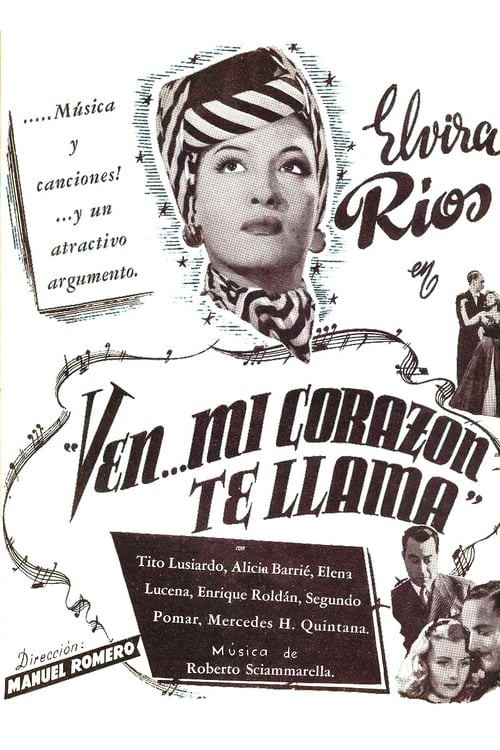 .....Música
y
canciones!
...y un
atractivo
argumento.
Elvira
Rios
en
"VEN...MI CORAZON
TE LLAMA"
con
Tito Lusiardo, Alicia Barrié, Elena
Lucena, Enrique Roldán, Segundo
Pomar, Mercedes H. Quintana.
Música de
Roberto Sciammarella.
Dirección:
MANUEL ROMERO